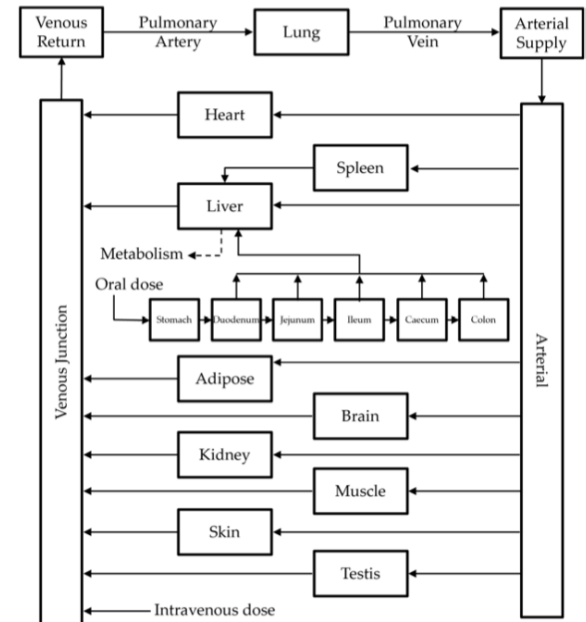 Venous
Return
Pulmonary
Artery
Lung
Pulmonary
Vein
Arterial
Supply
Heart
Spleen
Liver
Metabolism
Oral dose
Stomach
Duodenum
Jejunum
Ileum
Caecum
Colon
Venous Junction
Arterial
Adipose
Brain
Kidney
Muscle
Skin
Testis
Intravenous dose